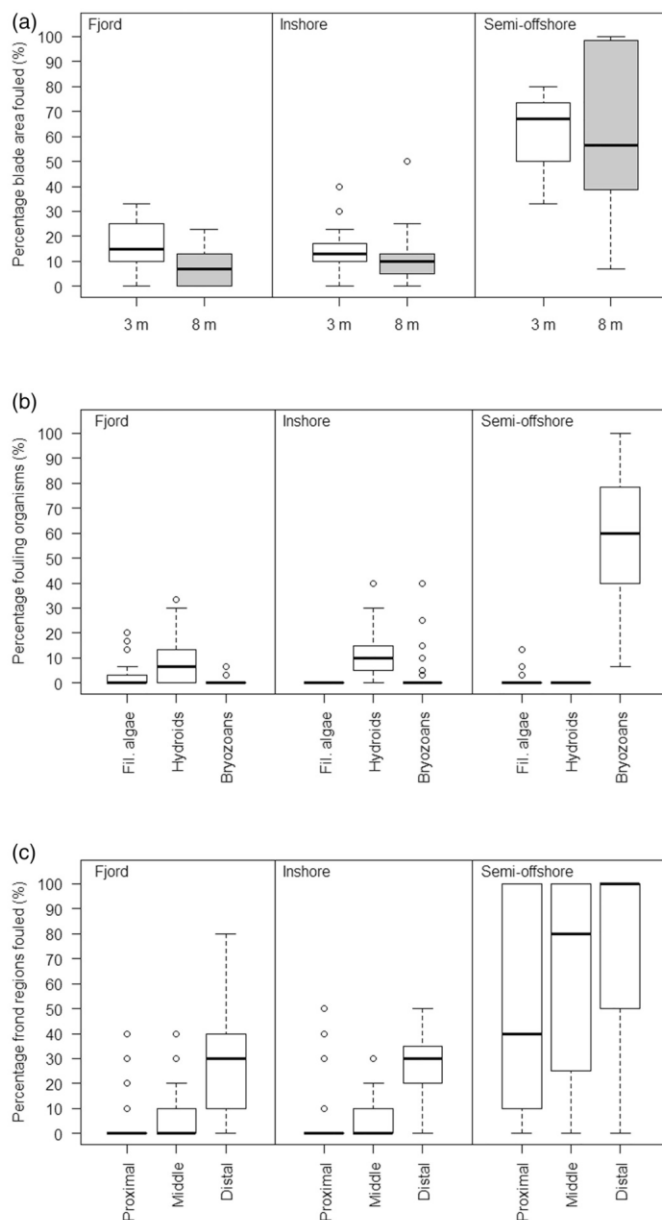 (a)
Fjord
Inshore
Semi-offshore
Percentage blade area fouled (%)
100
90
80
70
60
50
40
30
20
10
0
3 m
8 m
3 m
8 m
3 m
8 m
(b)
Fjord
Inshore
Semi-offshore
Percentage fouling organisms (%)
100
90
80
70
60
50
40
30
20
10
0
Fil. algae
Hydroids
Bryozoans
Fil. algae
Hydroids
Bryozoans
Fil. algae
Hydroids
Bryozoans
(c)
Fjord
Inshore
Semi-offshore
Percentage frond regions fouled (%)
100
90
80
70
60
50
40
30
20
10
0
Proximal
Middle
Distal
Proximal
Middle
Distal
Proximal
Middle
Distal